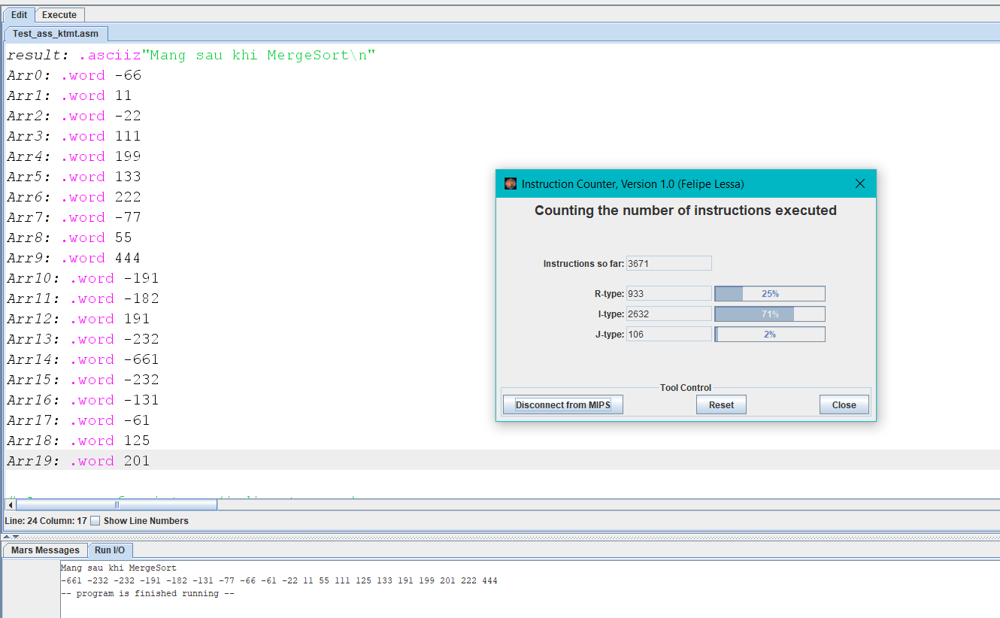 Edit Execute
Test_ass_ktmt.asm
result: .asciiz"Mang sau khi MergeSort\n"
Arr0: .word -66
Arr1: .word 11
Arr2: .word -22
Arr3: .word 111
Arr4: .word 199
Arr5: .word 133
Arr6: .word 222
Arr7: .word -77
Arr8: .word 55
Arr9: .word 444
Arr10: .word -191
Arr11: .word -182
Arr12: .word 191
Arr13: .word -232
Arr14: .word -661
Arr15: .word -232
Arr16: .word -131
Arr17: .word -61
Arr18: .word 125
Arr19: .word 201
Line: 24 Column: 17 Show Line Numbers
Instruction Counter, Version 1.0 (Felipe Lessa)
Counting the number of instructions executed
Instructions so far: 3671
R-type: 933 25%
I-type: 2632 71%
J-type: 106 2%
Tool Control
Disconnect from MIPS Reset Close
Mars Messages Run I/O
Mang sau khi MergeSort
-661 -232 -232 -191 -182 -131 -77 -66 -61 -22 11 55 111 125 133 191 199 201 222 444
-- program is finished running --